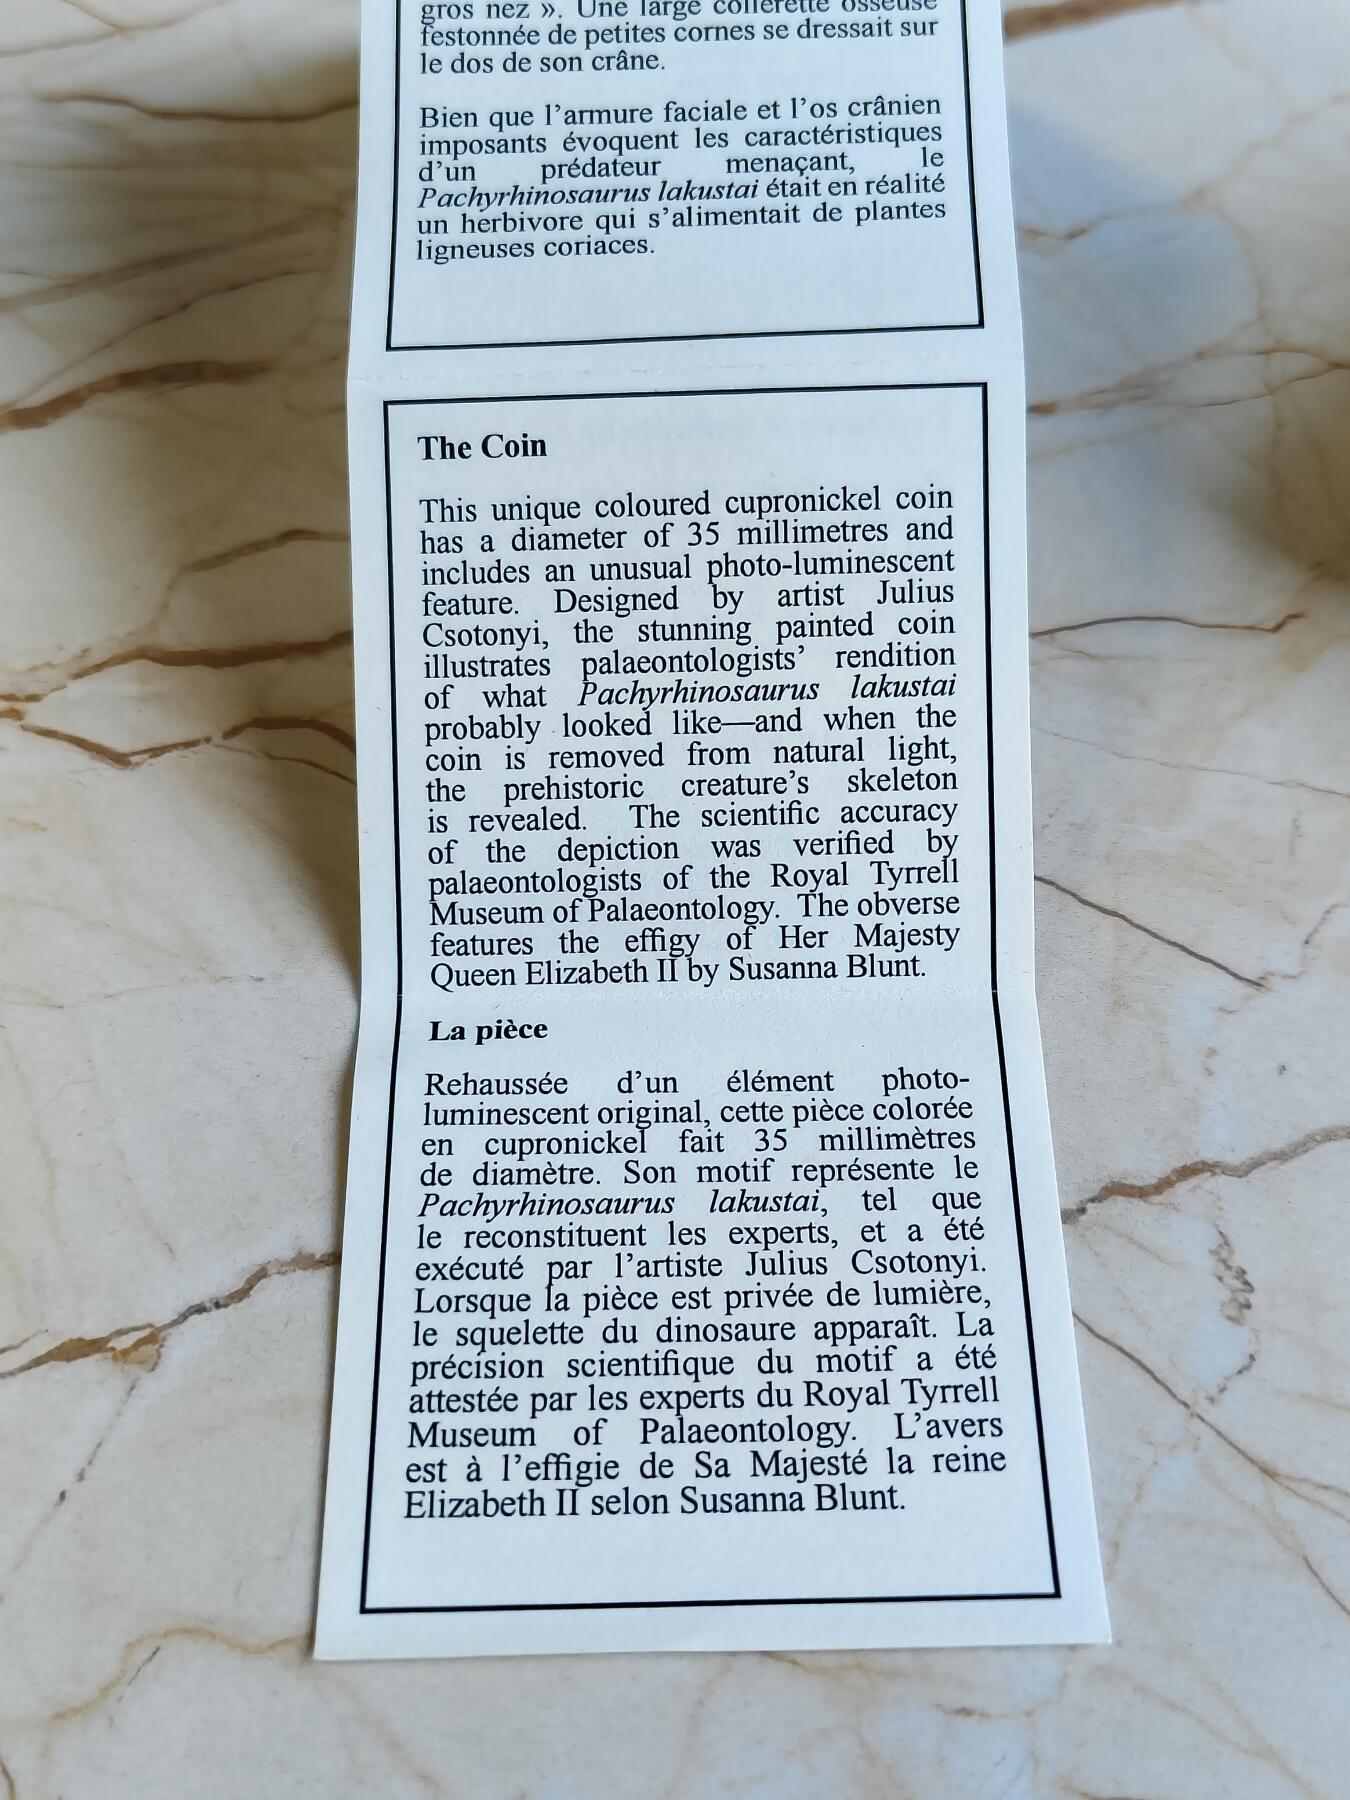 gros nez ». Une large collerette osseuse
festonnée de petites cornes se dressait sur
le dos de son crâne.
Bien que l’armure faciale et l’os crânien
imposants évoquent les caractéristiques
d’un prédateur menaçant, le
Pachyrhinosaurus lakustai était en réalité
un herbivore qui s’alimentait de plantes
ligneuses coriaces.
The Coin
This unique coloured cupronickel coin
has a diameter of 35 millimetres and
includes an unusual photo-luminescent
feature. Designed by artist Julius
Csotonyi, the stunning painted coin
illustrates palaeontologists’ rendition
of what Pachyrhinosaurus lakustai
probably looked like—and when the
coin is removed from natural light,
the prehistoric creature’s skeleton
is revealed. The scientific accuracy
of the depiction was verified by
palaeontologists of the Royal Tyrrell
Museum of Palaeontology. The obverse
features the effigy of Her Majesty
Queen Elizabeth II by Susanna Blunt.
La pièce
Rehaussée d’un élément photo-
luminescent original, cette pièce colorée
en cupronickel fait 35 millimètres
de diamètre. Son motif représente le
Pachyrhinosaurus lakustai, tel que
le reconstituent les experts, et a été
exécuté par l’artiste Julius Csotonyi.
Lorsque la pièce est privée de lumière,
le squelette du dinosaure apparaît. La
précision scientifique du motif a été
attestée par les experts du Royal Tyrrell
Museum of Palaeontology. L’avers
est à l’effigie de Sa Majesté la reine
Elizabeth II selon Susanna Blunt.